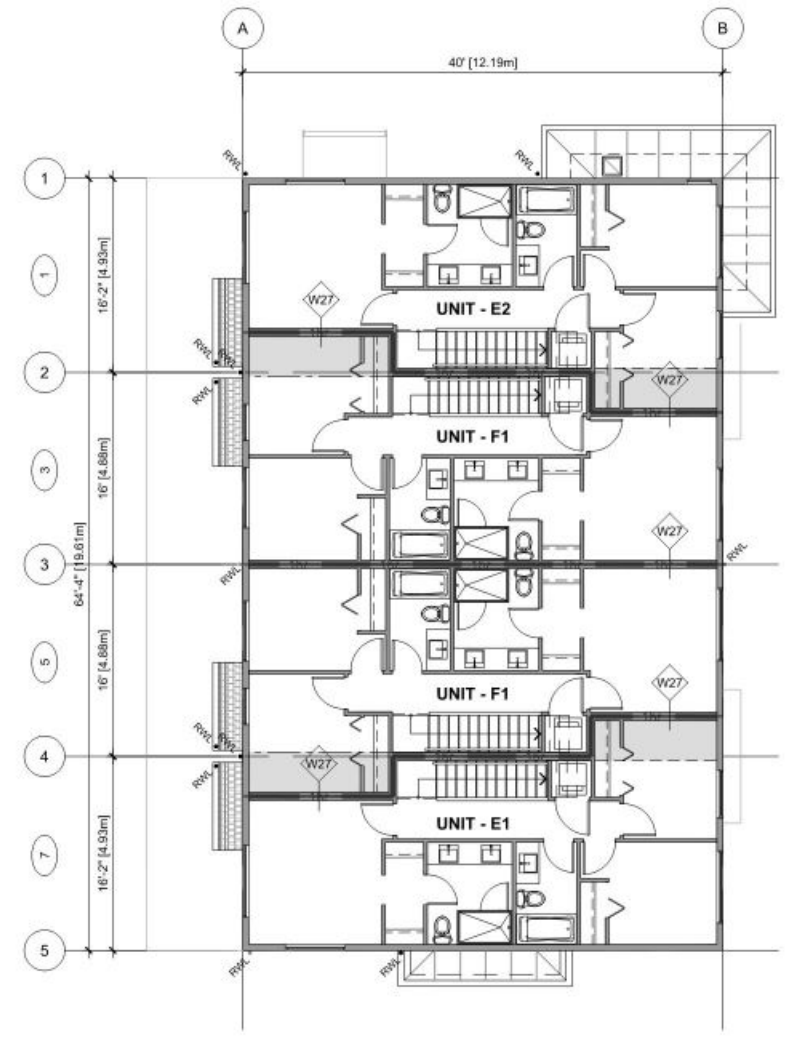 A
B
40' [12.19m]
RWL
RWL
1
1
16'-2" [4.93m]
W27
UNIT - E2
RWL
RWL
2
W27
RWL
UNIT - F1
3
16' [4.88m]
W27
RWL
3
RWL
64'-4" [19.61m]
5
16' [4.88m]
W27
UNIT - F1
RWL
RWL
4
W27
RWL
UNIT - E1
7
16'-2" [4.93m]
5
RWL
RWL